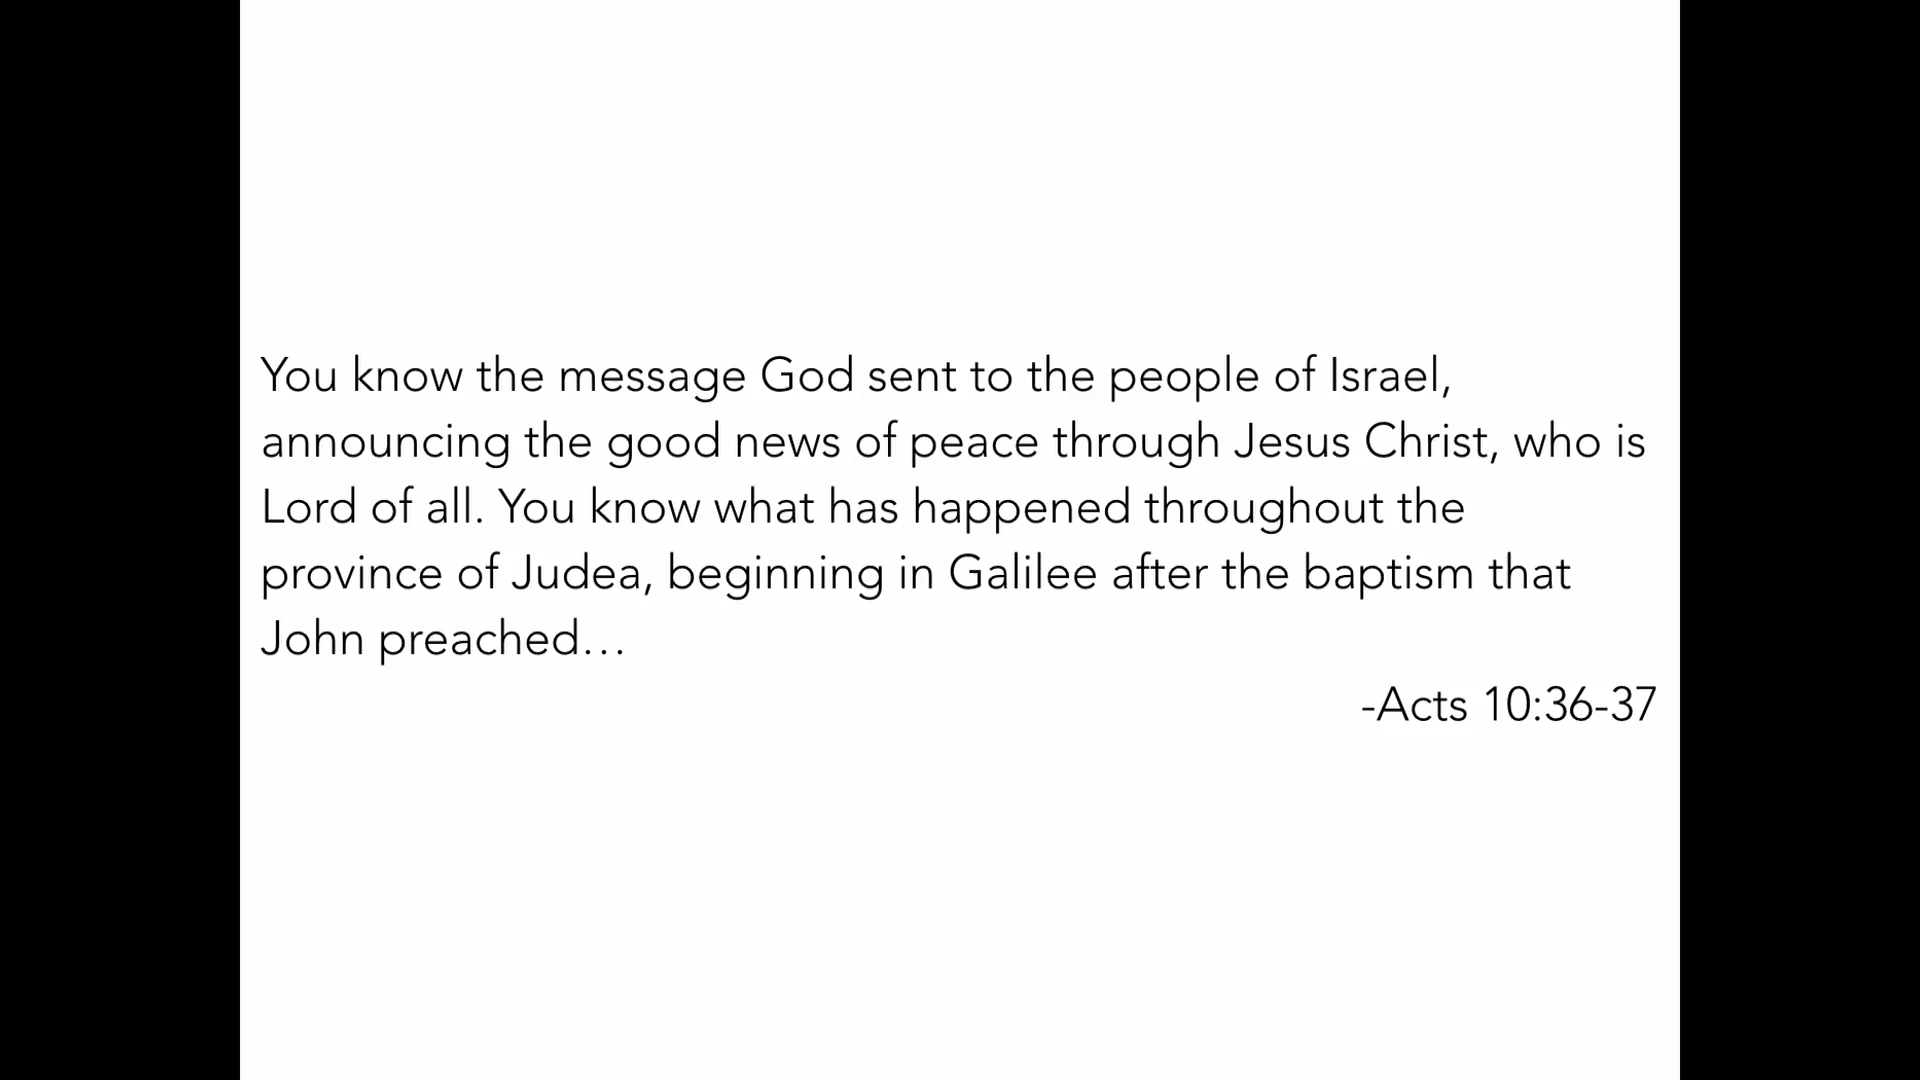 You know the message God sent to the people of Israel,
announcing the good news of peace through Jesus Christ, who is
Lord of all. You know what has happened throughout the
province of Judea, beginning in Galilee after the baptism that
John preached…
-Acts 10:36-37